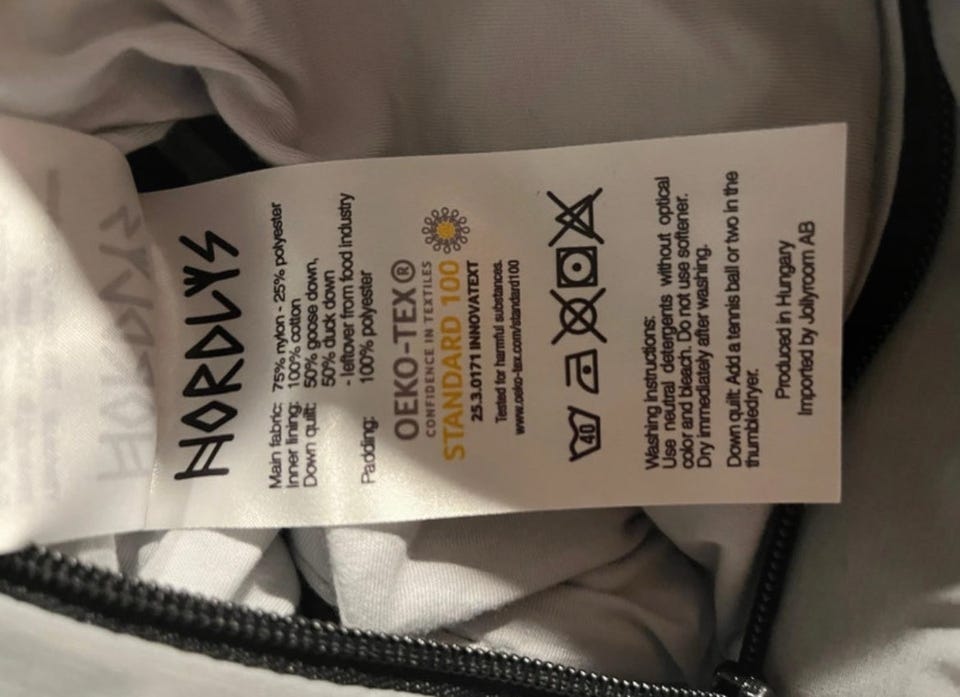 NORDLYS
Main fabric: 75% nylon - 25% polyester
Inner lining: 100% cotton
Down quilt: 50% goose down,
50% duck down
- leftover from food industry
Padding: 100% polyester
OEKO-TEX®
CONFIDENCE IN TEXTILES
STANDARD 100
25.3.0171 INNOVATEXT
Tested for harmful substances.
www.oeko-tex.com/standard100
40
Washing instructions:
Use neutral detergents without optical
color and bleach. Do not use softener.
Dry immediately after washing.
Down quilt: Add a tennis ball or two in the
thumbledryer.
Produced in Hungary
Imported by Jollyroom AB